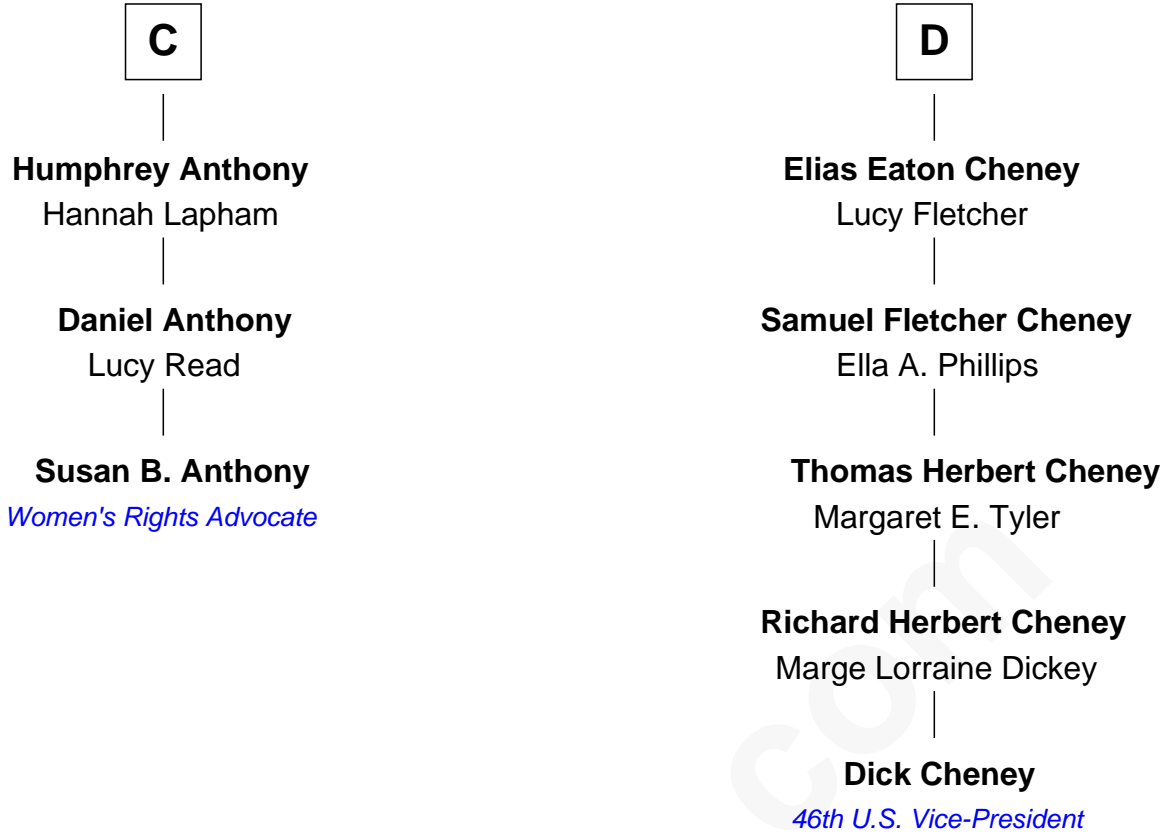 C
Humphrey Anthony
Hannah Lapham
Daniel Anthony
Lucy Read
Susan B. Anthony
Women's Rights Advocate
D
Elias Eaton Cheney
Lucy Fletcher
Samuel Fletcher Cheney
Ella A. Phillips
Thomas Herbert Cheney
Margaret E. Tyler
Richard Herbert Cheney
Marge Lorraine Dickey
Dick Cheney
46th U.S. Vice-President
com